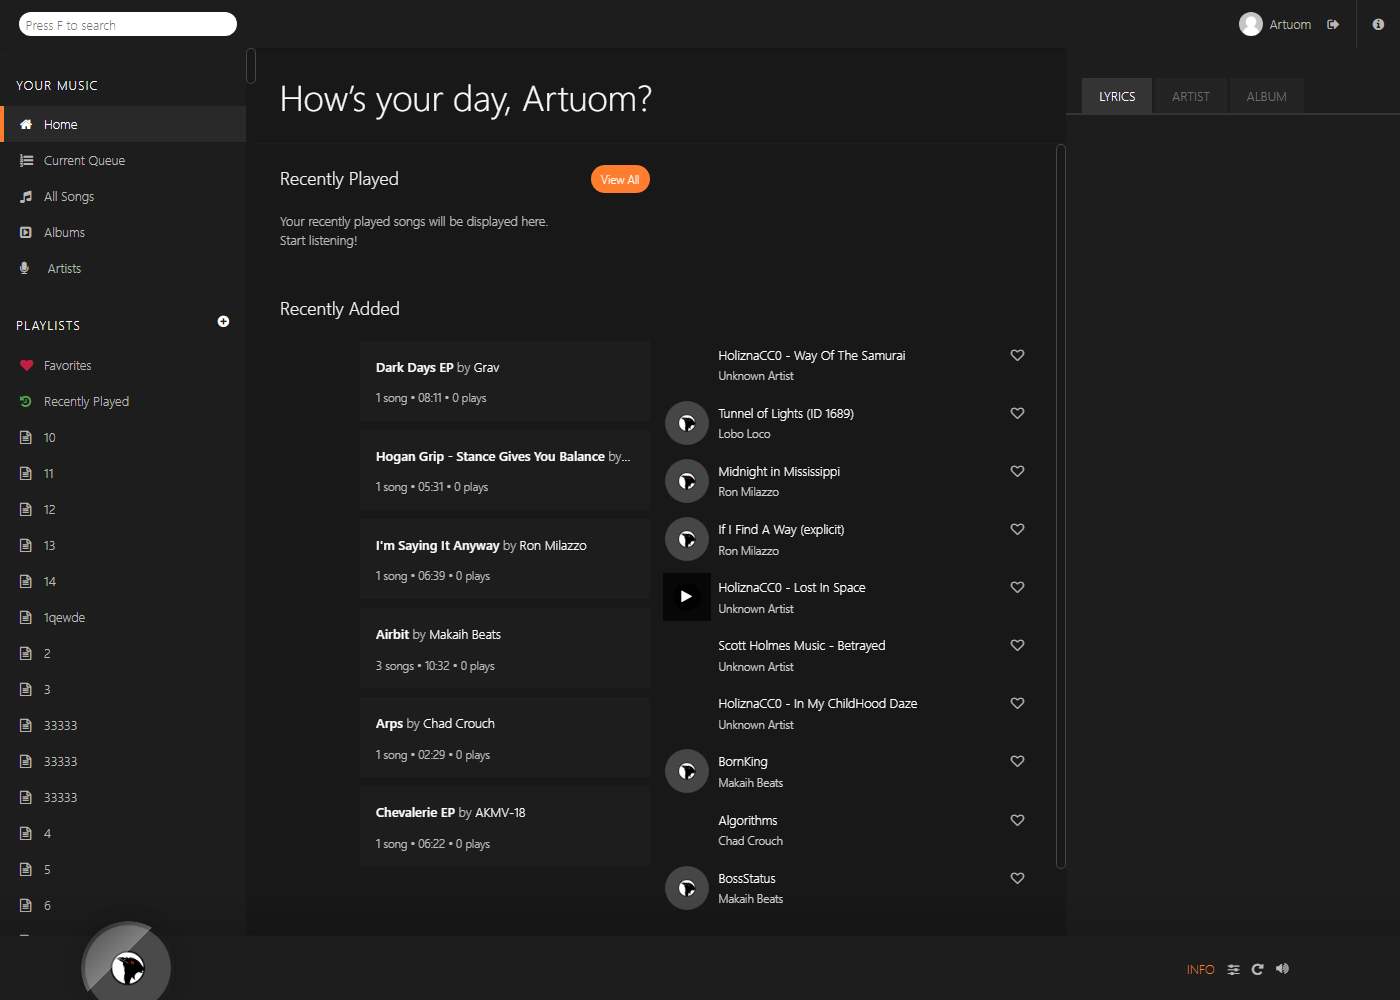 Press F to search
Artuom
YOUR MUSIC
Home
Current Queue
All Songs
Albums
Artists
PLAYLISTS
Favorites
Recently Played
10
11
12
13
14
1qewde
2
3
33333
33333
33333
4
5
6
How's your day, Artuom?
Recently Played
View All
Your recently played songs will be displayed here.
Start listening!
Recently Added
Dark Days EP by Grav
1 song • 08:11 • 0 plays
Hogan Grip - Stance Gives You Balance by...
1 song • 05:31 • 0 plays
I'm Saying It Anyway by Ron Milazzo
1 song • 06:39 • 0 plays
Airbit by Makaih Beats
3 songs • 10:32 • 0 plays
Arps by Chad Crouch
1 song • 02:29 • 0 plays
Chevalerie EP by AKMV-18
1 song • 06:22 • 0 plays
HoliznaCC0 - Way Of The Samurai
Unknown Artist
Tunnel of Lights (ID 1689)
Lobo Loco
Midnight in Mississippi
Ron Milazzo
If I Find A Way (explicit)
Ron Milazzo
HoliznaCC0 - Lost In Space
Unknown Artist
Scott Holmes Music - Betrayed
Unknown Artist
HoliznaCC0 - In My ChildHood Daze
Unknown Artist
BornKing
Makaih Beats
Algorithms
Chad Crouch
BossStatus
Makaih Beats
LYRICS
ARTIST
ALBUM
INFO